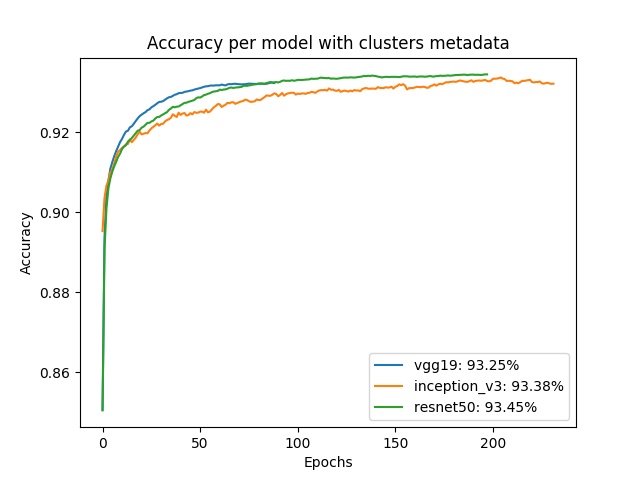 Accuracy per model with clusters metadata
Accuracy
0.92
0.90
0.88
0.86
vgg19: 93.25%
inception_v3: 93.38%
resnet50: 93.45%
0 50 100 150 200
Epochs